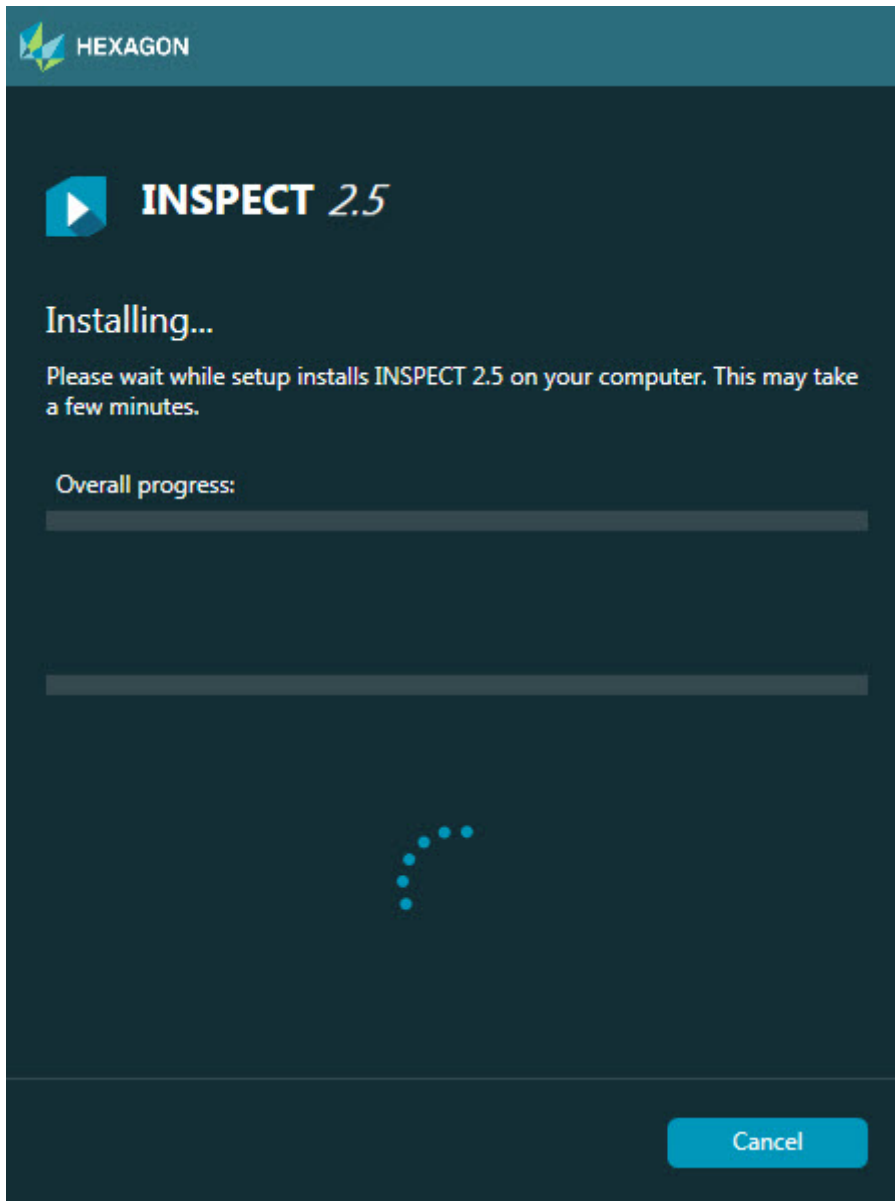 HEXAGON
INSPECT 2.5
Installing...
Please wait while setup installs INSPECT 2.5 on your computer. This may take
a few minutes.
Overall progress:
Cancel